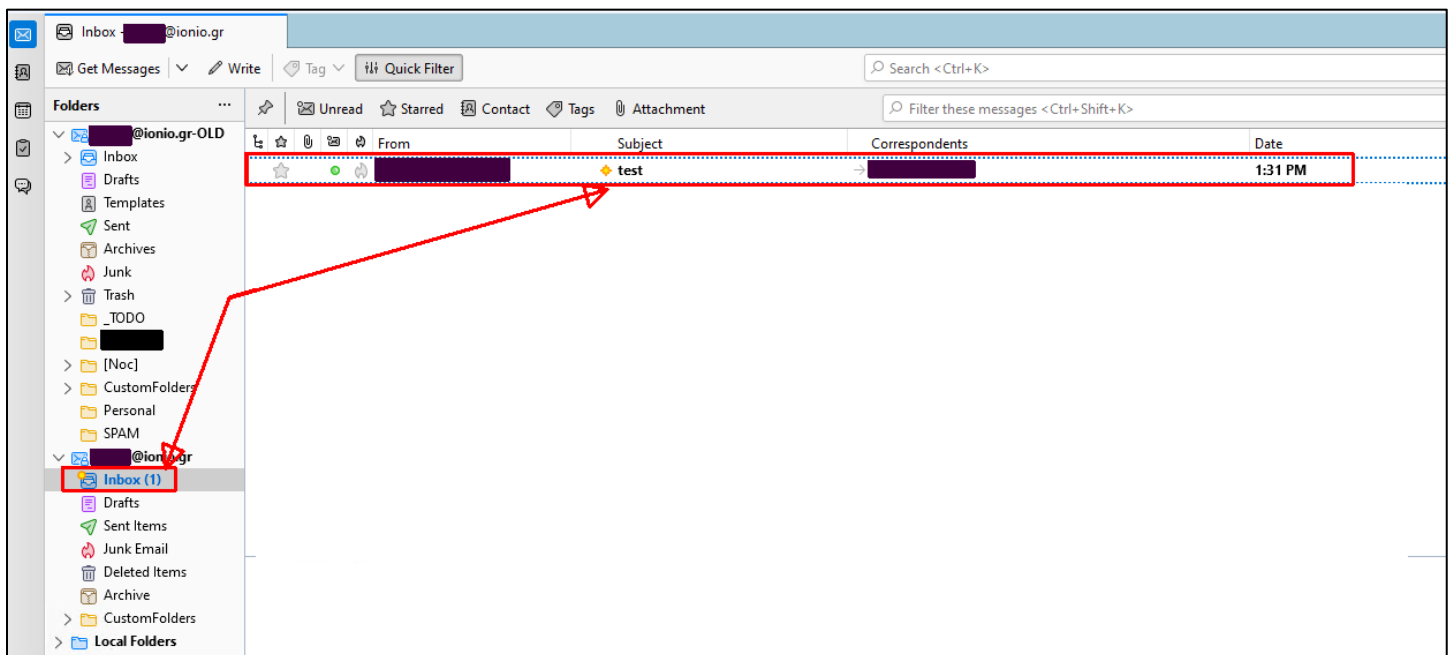 Inbox - @ionio.gr
Get Messages Write Tag Quick Filter Search <Ctrl+K>
Folders ... Unread Starred Contact Tags Attachment Filter these messages <Ctrl+Shift+K>
@ionio.gr-OLD
From Subject Correspondents Date
Inbox
test 1:31 PM
Drafts
Templates
Sent
Archives
Junk
Trash
_TODO
[Noc]
CustomFolders
Personal
SPAM
@ionio.gr
Inbox (1)
Drafts
Sent Items
Junk Email
Deleted Items
Archive
CustomFolders
Local Folders